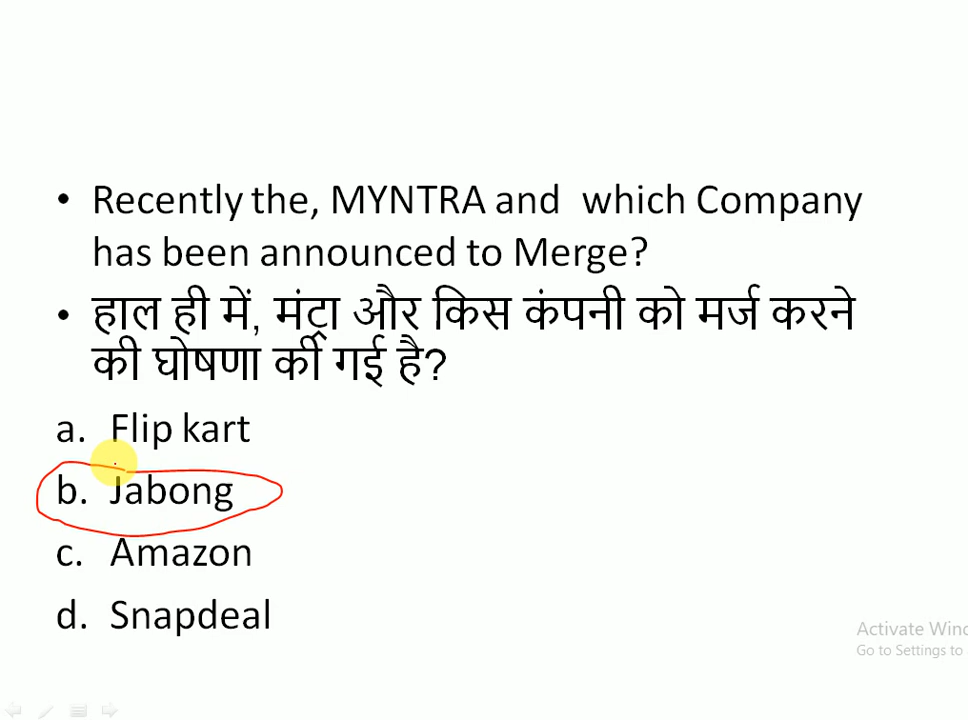 • Recently the, MYNTRA and which Company
has been announced to Merge?
• हाल ही में, मंट्रा और किस कंपनी को मर्ज करने
की घोषणा की गई है?
a. Flip kart
b. Jabong
c. Amazon
d. Snapdeal
Activate Wind
Go to Settings to